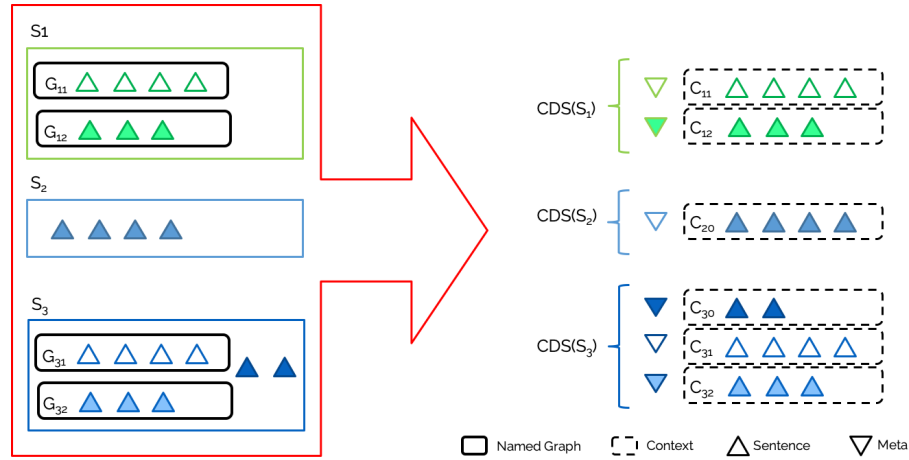 S1
G₁₁
G₁₂
S₂
S₃
G₃₁
G₃₂
CDS(S₁)
C₁₁
C₁₂
CDS(S₂)
C₂₀
CDS(S₃)
C₃₀
C₃₁
C₃₂
Named Graph
Context
Sentence
Meta